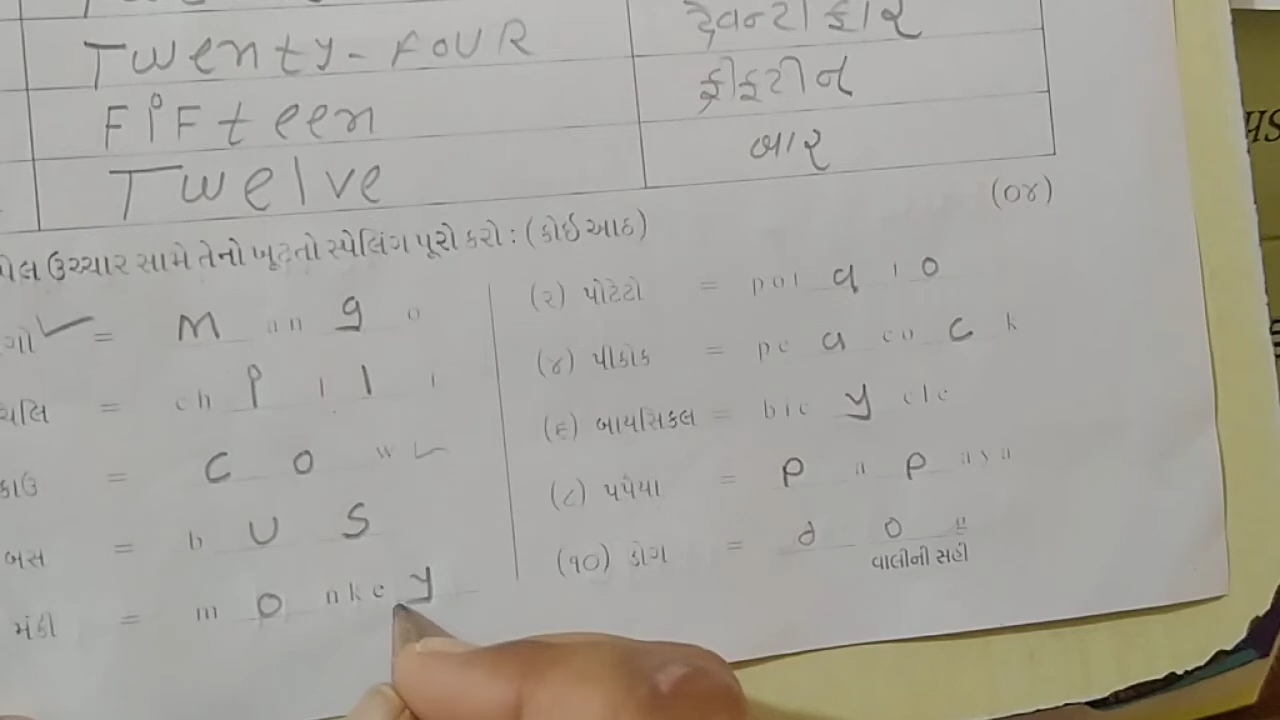 Twenty-FOUR ટ્વેન્ટી ફોર
FiFteen ફીફટીન
Twelve બાર
ઉચ્ચાર સામે તેનો ખૂટતો સ્પેલિંગ પૂરો કરો : (કોઈ આઠ) (૦૪)
ગો = m an g o
(૨) પોટેટો = pot a t o
ચીલિ = ch p i l i
(૪) પીકોક = pe a co c k
કાઉ = c o w
(૬) બાયસિકલ = bic y cle
બસ = b U S
(૮) પપૈયા = p a p aya
મંકી = m o nke y
(૧૦) ડોગ = d o g
વાલીની સહી